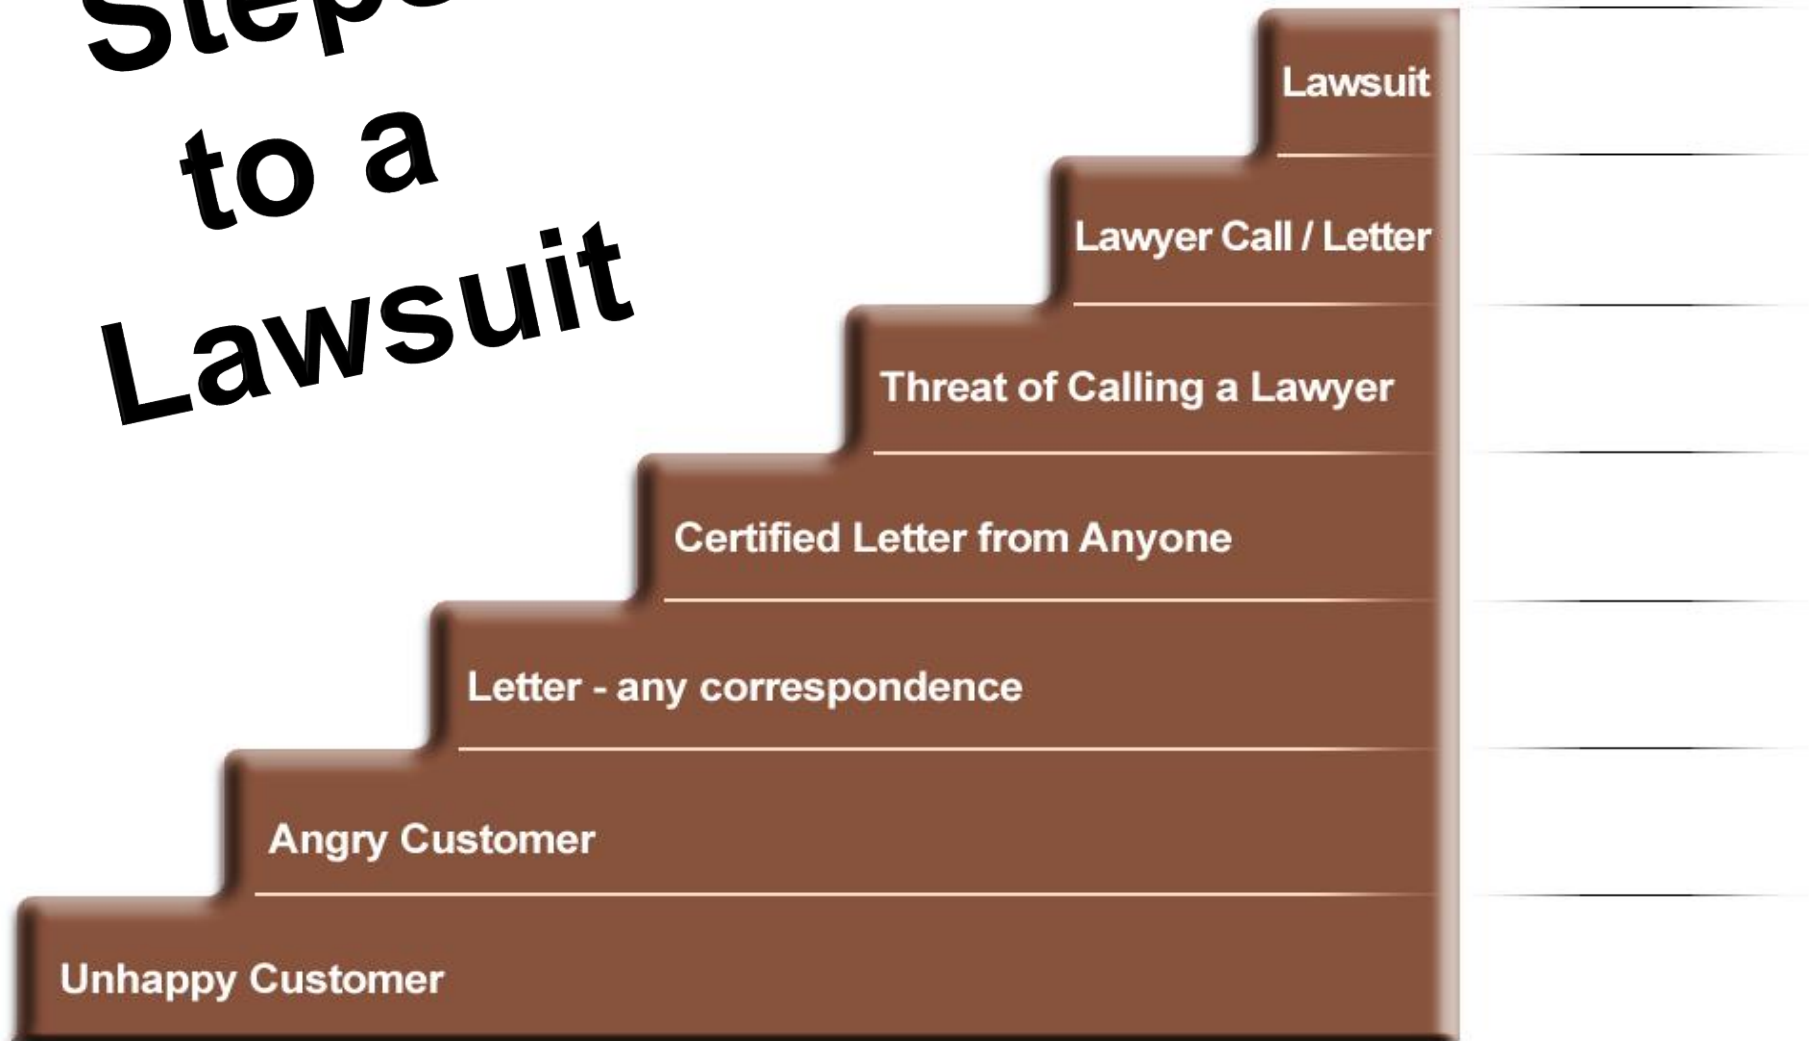 Steps
to a
Lawsuit
Lawsuit
Lawyer Call / Letter
Threat of Calling a Lawyer
Certified Letter from Anyone
Letter - any correspondence
Angry Customer
Unhappy Customer